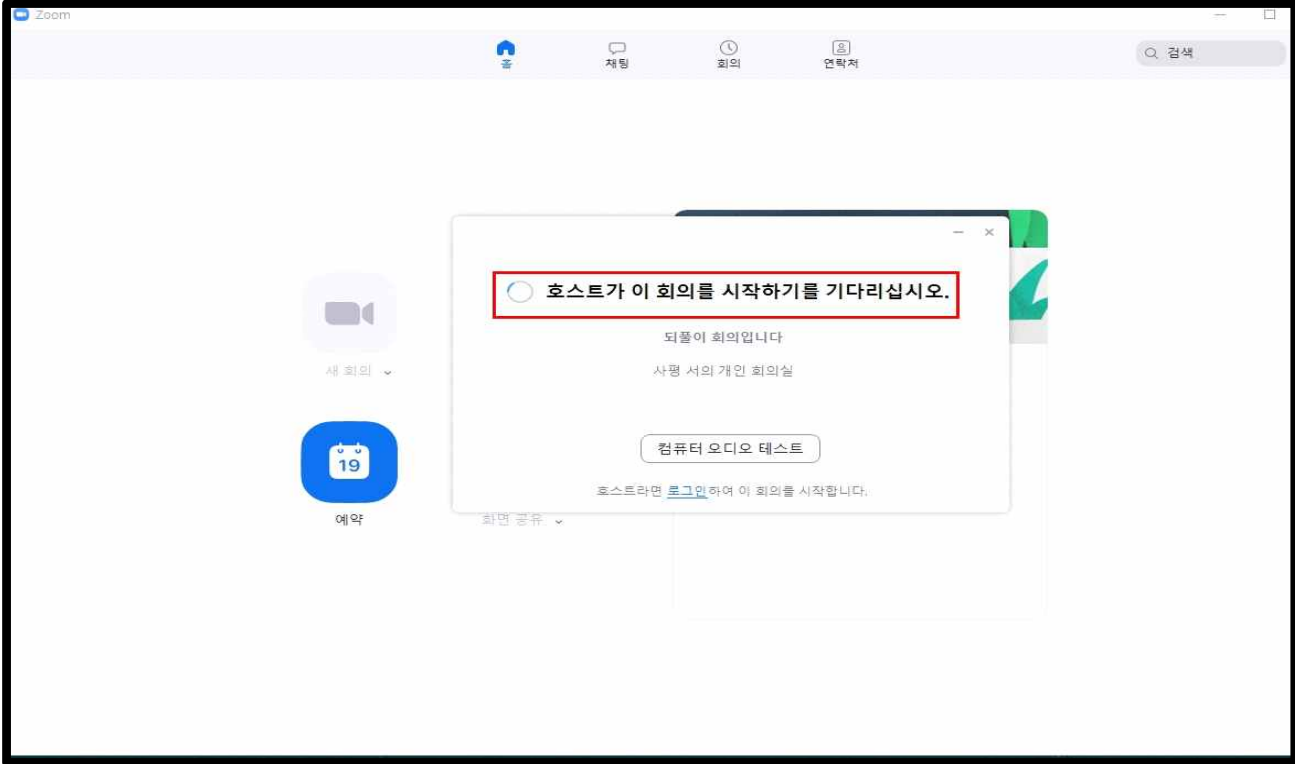 Zoom
홈
채팅
회의
연락처
검색
호스트가 이 회의를 시작하기를 기다리십시오.
되풀이 회의입니다
사평 서의 개인 회의실
새 회의
컴퓨터 오디오 테스트
19
호스트라면 로그인하여 이 회의를 시작합니다.
예약
화면 공유